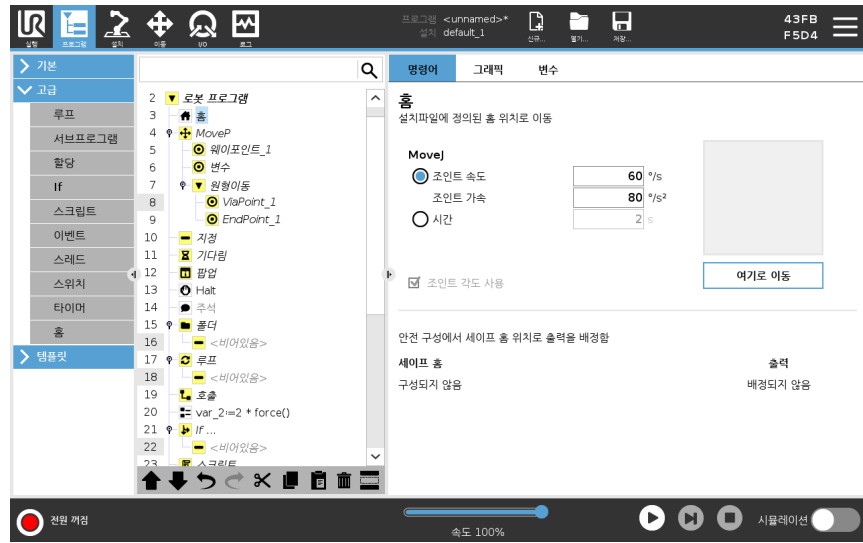 프로그램 <unnamed>*
설치 default_1
43FB
F5D4
실행
프로그램
설치
이동
I/O
로그
신규...
열기...
저장...
기본
고급
루프
서브프로그램
할당
If
스크립트
이벤트
스레드
스위치
타이머
홈
템플릿
2 로봇 프로그램
3 홈
4 MoveP
5 웨이포인트_1
6 변수
7 원형이동
8 ViaPoint_1
9 EndPoint_1
10 지정
11 기다림
12 팝업
13 Halt
14 주석
15 폴더
16 <비어있음>
17 루프
18 <비어있음>
19 호출
20 var_2:=2 * force()
21 If ...
22 <비어있음>
23 스크립트
명령어 그래픽 변수
홈
설치파일에 정의된 홈 위치로 이동
MoveJ
조인트 속도 60 °/s
조인트 가속 80 °/s²
시간 2 s
조인트 각도 사용
여기로 이동
안전 구성에서 세이프 홈 위치로 출력을 배정함
세이프 홈 출력
구성되지 않음 배정되지 않음
전원 꺼짐
속도 100%
시뮬레이션